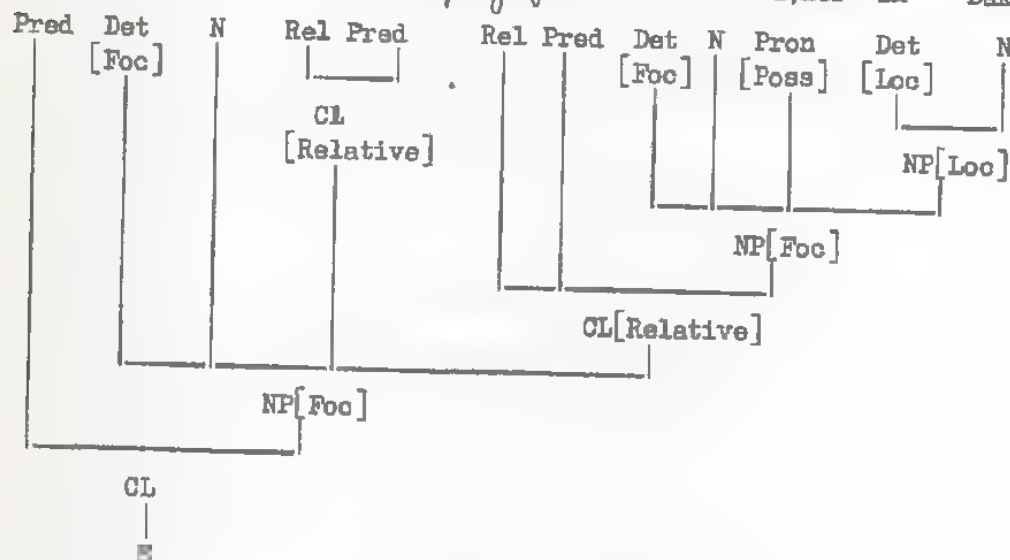 Pred Det N Rel Pred Rel Pred Det N Pron Det N
[Foc] [Foc] [Poss] [Loc]
CL
[Relative]
NP[Loc]
NP[Foc]
CL[Relative]
NP[Foc]
CL